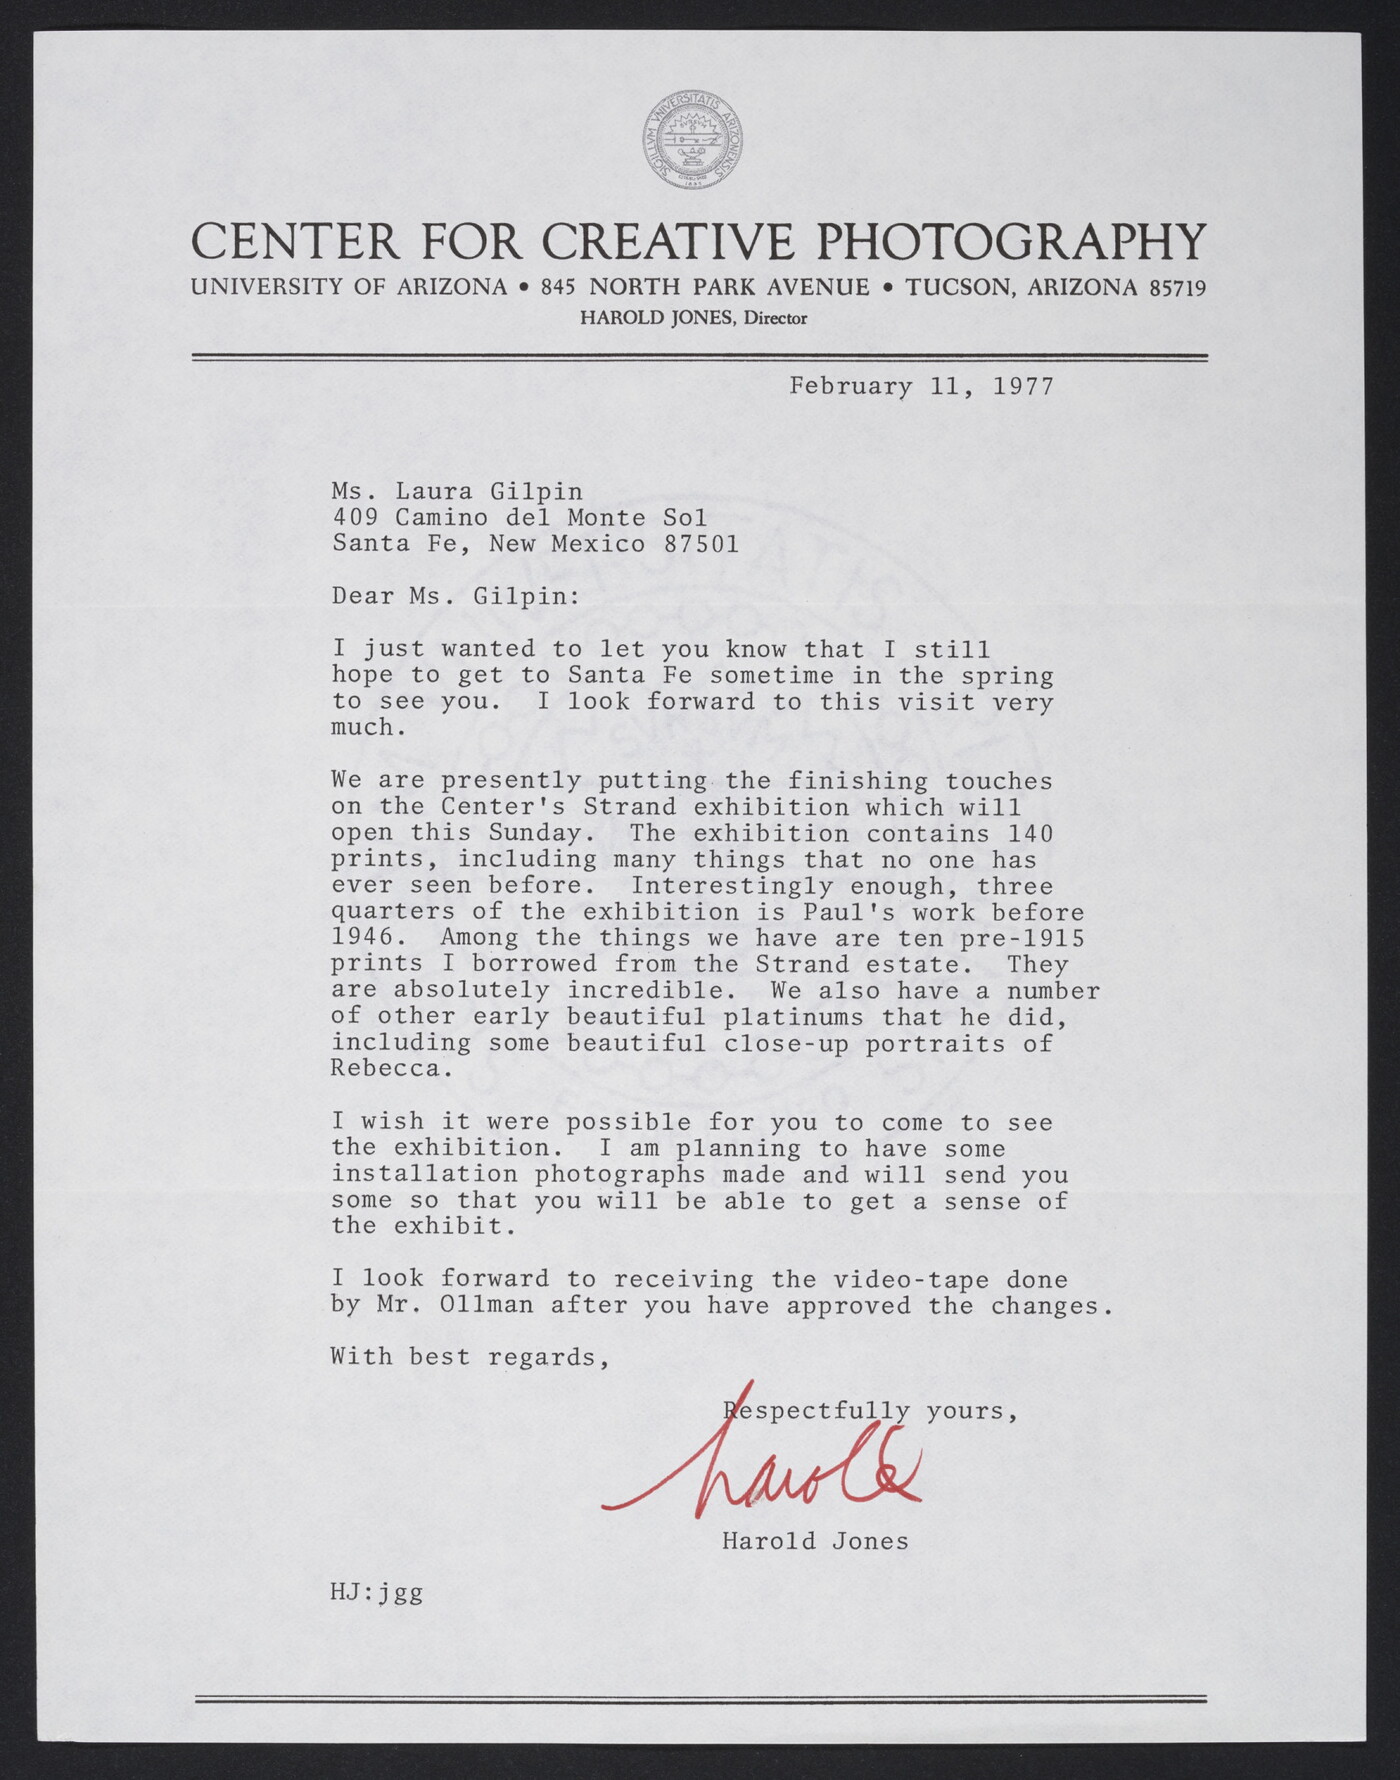 SIGILLVM VNIVERSITATIS ARIZONENSIS
CENTER FOR CREATIVE PHOTOGRAPHY
UNIVERSITY OF ARIZONA • 845 NORTH PARK AVENUE • TUCSON, ARIZONA 85719
HAROLD JONES, Director
February 11, 1977
Ms. Laura Gilpin
409 Camino del Monte Sol
Santa Fe, New Mexico 87501
Dear Ms. Gilpin:
I just wanted to let you know that I still
hope to get to Santa Fe sometime in the spring
to see you. I look forward to this visit very
much.
We are presently putting the finishing touches
on the Center's Strand exhibition which will
open this Sunday. The exhibition contains 140
prints, including many things that no one has
ever seen before. Interestingly enough, three
quarters of the exhibition is Paul's work before
1946. Among the things we have are ten pre-1915
prints I borrowed from the Strand estate. They
are absolutely incredible. We also have a number
of other early beautiful platinums that he did,
including some beautiful close-up portraits of
Rebecca.
I wish it were possible for you to come to see
the exhibition. I am planning to have some
installation photographs made and will send you
some so that you will be able to get a sense of
the exhibit.
I look forward to receiving the video-tape done
by Mr. Ollman after you have approved the changes.
With best regards,
Respectfully yours,
Harold
Harold Jones
HJ:jgg